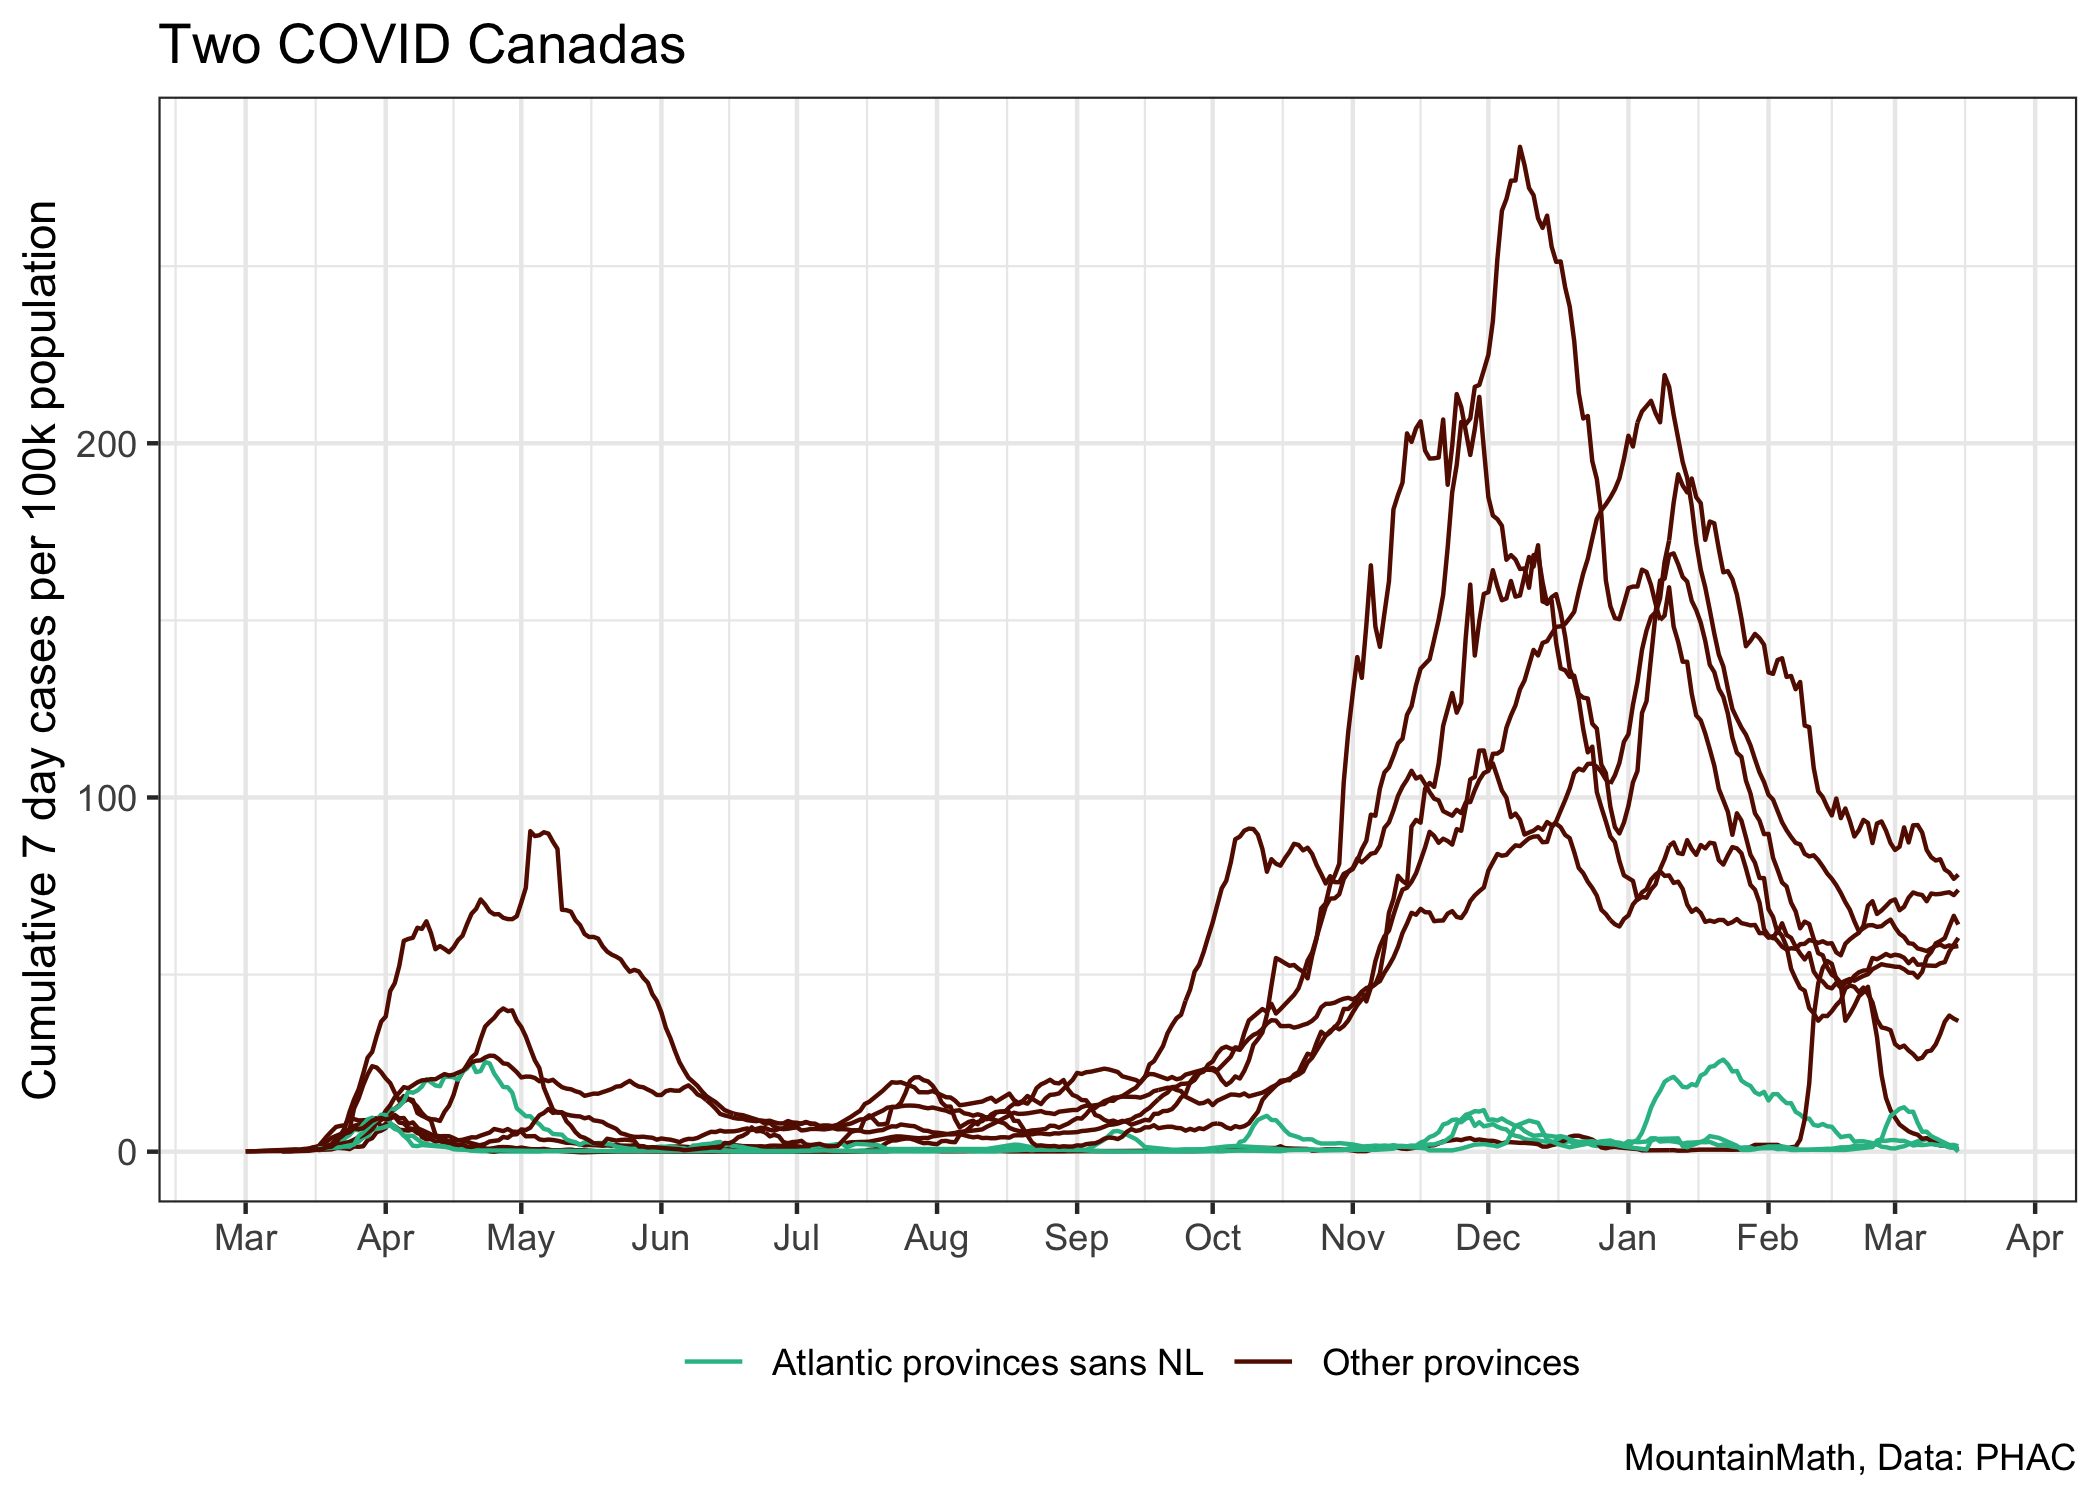 Two COVID Canadas
Cumulative 7 day cases per 100k population
200
100
0
Mar Apr May Jun Jul Aug Sep Oct Nov Dec Jan Feb Mar Apr
Atlantic provinces sans NL Other provinces
MountainMath, Data: PHAC